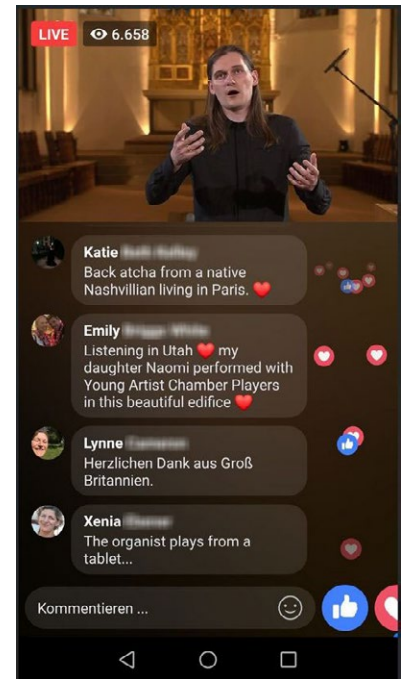 LIVE 6.658
Katie
Back atcha from a native
Nashvillian living in Paris. ❤️
Emily
Listening in Utah ❤️ my
daughter Naomi performed with
Young Artist Chamber Players
in this beautiful edifice ❤️
Lynne
Herzlichen Dank aus Groß
Britannien.
Xenia
The organist plays from a
tablet...
Kommentieren ...